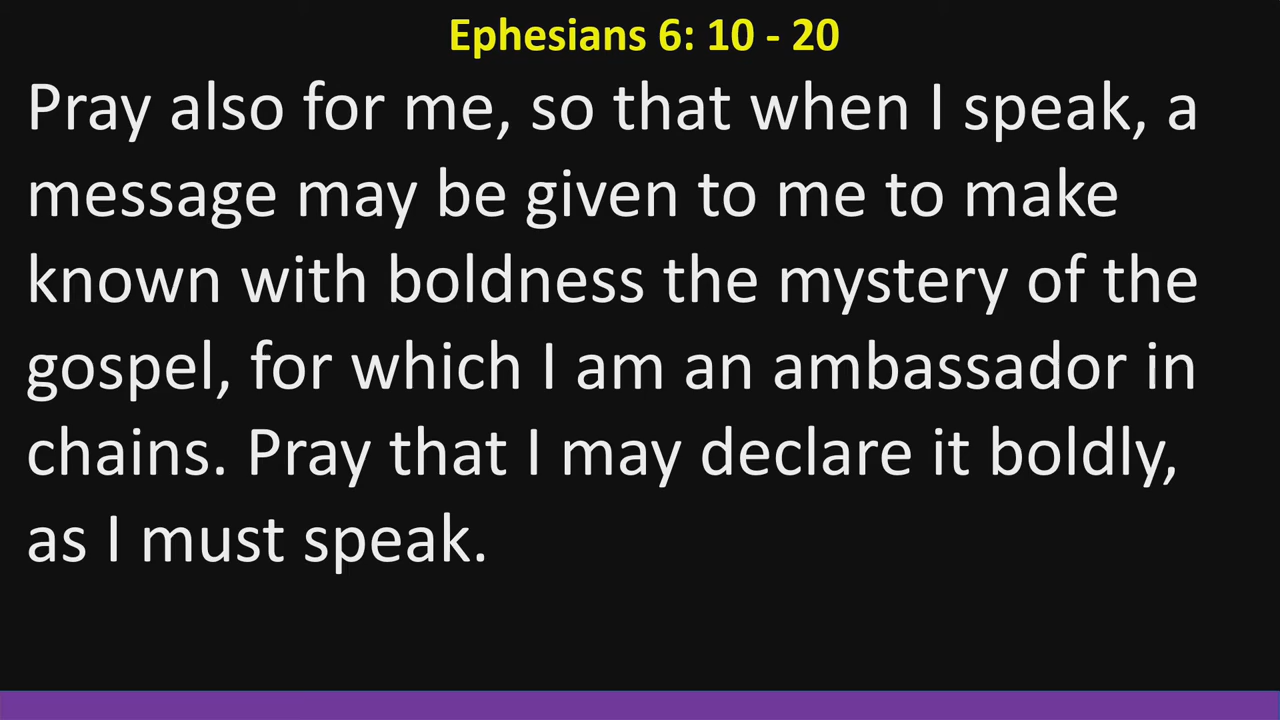 Ephesians 6: 10 - 20
Pray also for me, so that when I speak, a
message may be given to me to make
known with boldness the mystery of the
gospel, for which I am an ambassador in
chains. Pray that I may declare it boldly,
as I must speak.